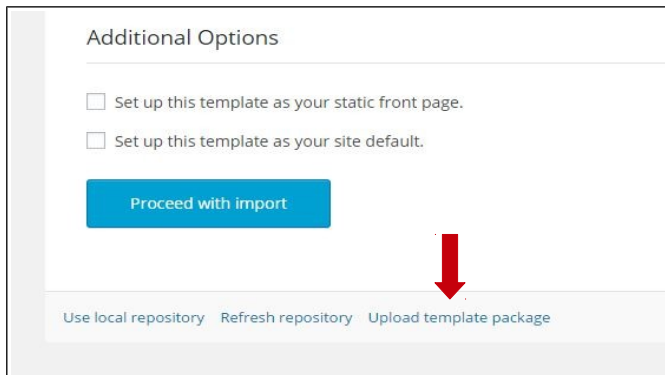 Additional Options
Set up this template as your static front page.
Set up this template as your site default.
Proceed with import
Use local repository Refresh repository Upload template package